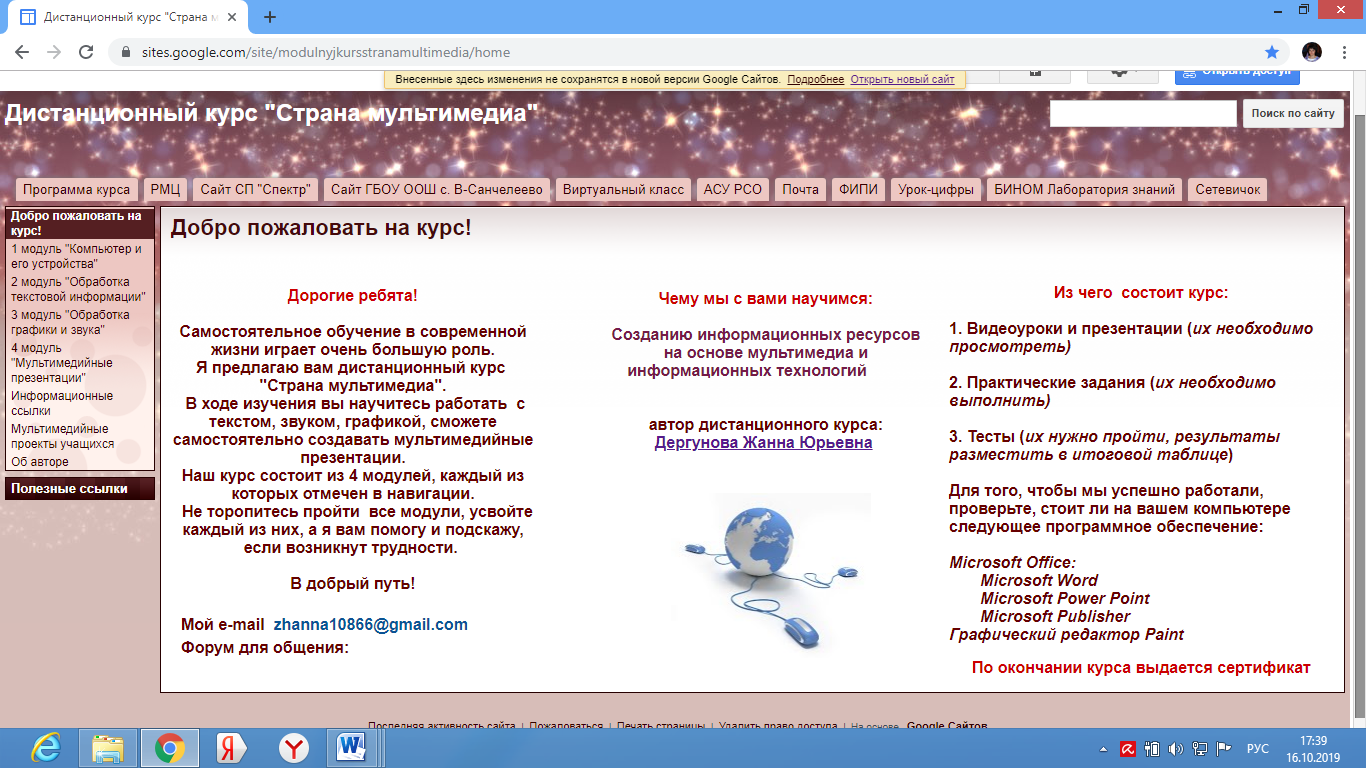 Дистанционный курс "Страна м
sites.google.com/site/modulnyjkursstranamultimedia/home
Внесенные здесь изменения не сохранятся в новой версии Google Сайтов. Подробнее Открыть новый сайт
Открыть доступ
Дистанционный курс "Страна мультимедиа"
Поиск по сайту
Программа курса РМЦ Сайт СП "Спектр" Сайт ГБОУ ООШ с. В-Санчелеево Виртуальный класс АСУ РСО Почта ФИПИ Урок-цифры БИНОМ Лаборатория знаний Сетевичок
Добро пожаловать на
курс!
1 модуль "Компьютер и
его устройства"
2 модуль "Обработка
текстовой информации"
3 модуль "Обработка
графики и звука"
4 модуль
"Мультимедийные
презентации"
Информационные
ссылки
Мультимедийные
проекты учащихся
Об авторе
Полезные ссылки
Добро пожаловать на курс!
Дорогие ребята!
Самостоятельное обучение в современной
жизни играет очень большую роль.
Я предлагаю вам дистанционный курс
"Страна мультимедиа".
В ходе изучения вы научитесь работать с
текстом, звуком, графикой, сможете
самостоятельно создавать мультимедийные
презентации.
Наш курс состоит из 4 модулей, каждый из
которых отмечен в навигации.
Не торопитесь пройти все модули, усвойте
каждый из них, а я вам помогу и подскажу,
если возникнут трудности.
В добрый путь!
Мой e-mail zhanna10866@gmail.com
Форум для общения:
Чему мы с вами научимся:
Созданию информационных ресурсов
на основе мультимедиа и
информационных технологий
автор дистанционного курса:
Дергунова Жанна Юрьевна
Из чего состоит курс:
1. Видеоуроки и презентации (их необходимо
просмотреть)
2. Практические задания (их необходимо
выполнить)
3. Тесты (их нужно пройти, результаты
разместить в итоговой таблице)
Для того, чтобы мы успешно работали,
проверьте, стоит ли на вашем компьютере
следующее программное обеспечение:
Microsoft Office:
Microsoft Word
Microsoft Power Point
Microsoft Publisher
Графический редактор Paint
По окончании курса выдается сертификат
Последняя активность сайта | Пожаловаться | Печать страницы | Удалить право доступа | На основе Google Сайтов
РУС
17:39
16.10.2019